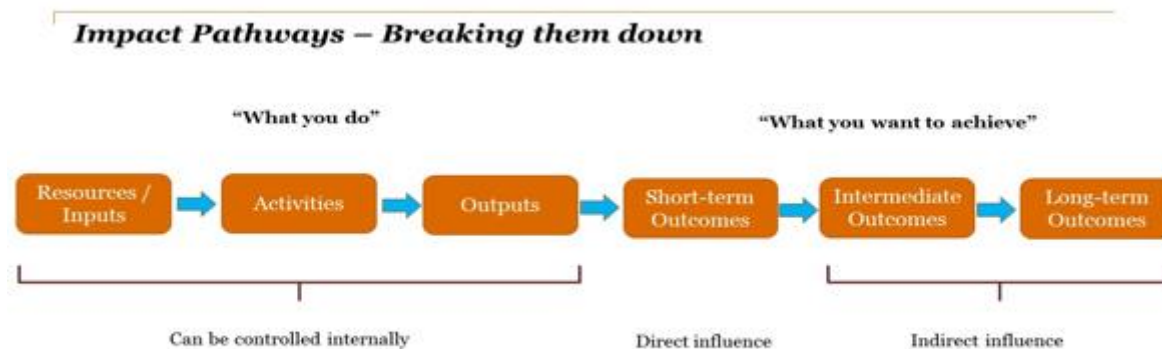 Impact Pathways – Breaking them down
“What you do”
“What you want to achieve”
Resources /
Inputs
Activities
Outputs
Short-term
Outcomes
Intermediate
Outcomes
Long-term
Outcomes
Can be controlled internally
Direct influence
Indirect influence